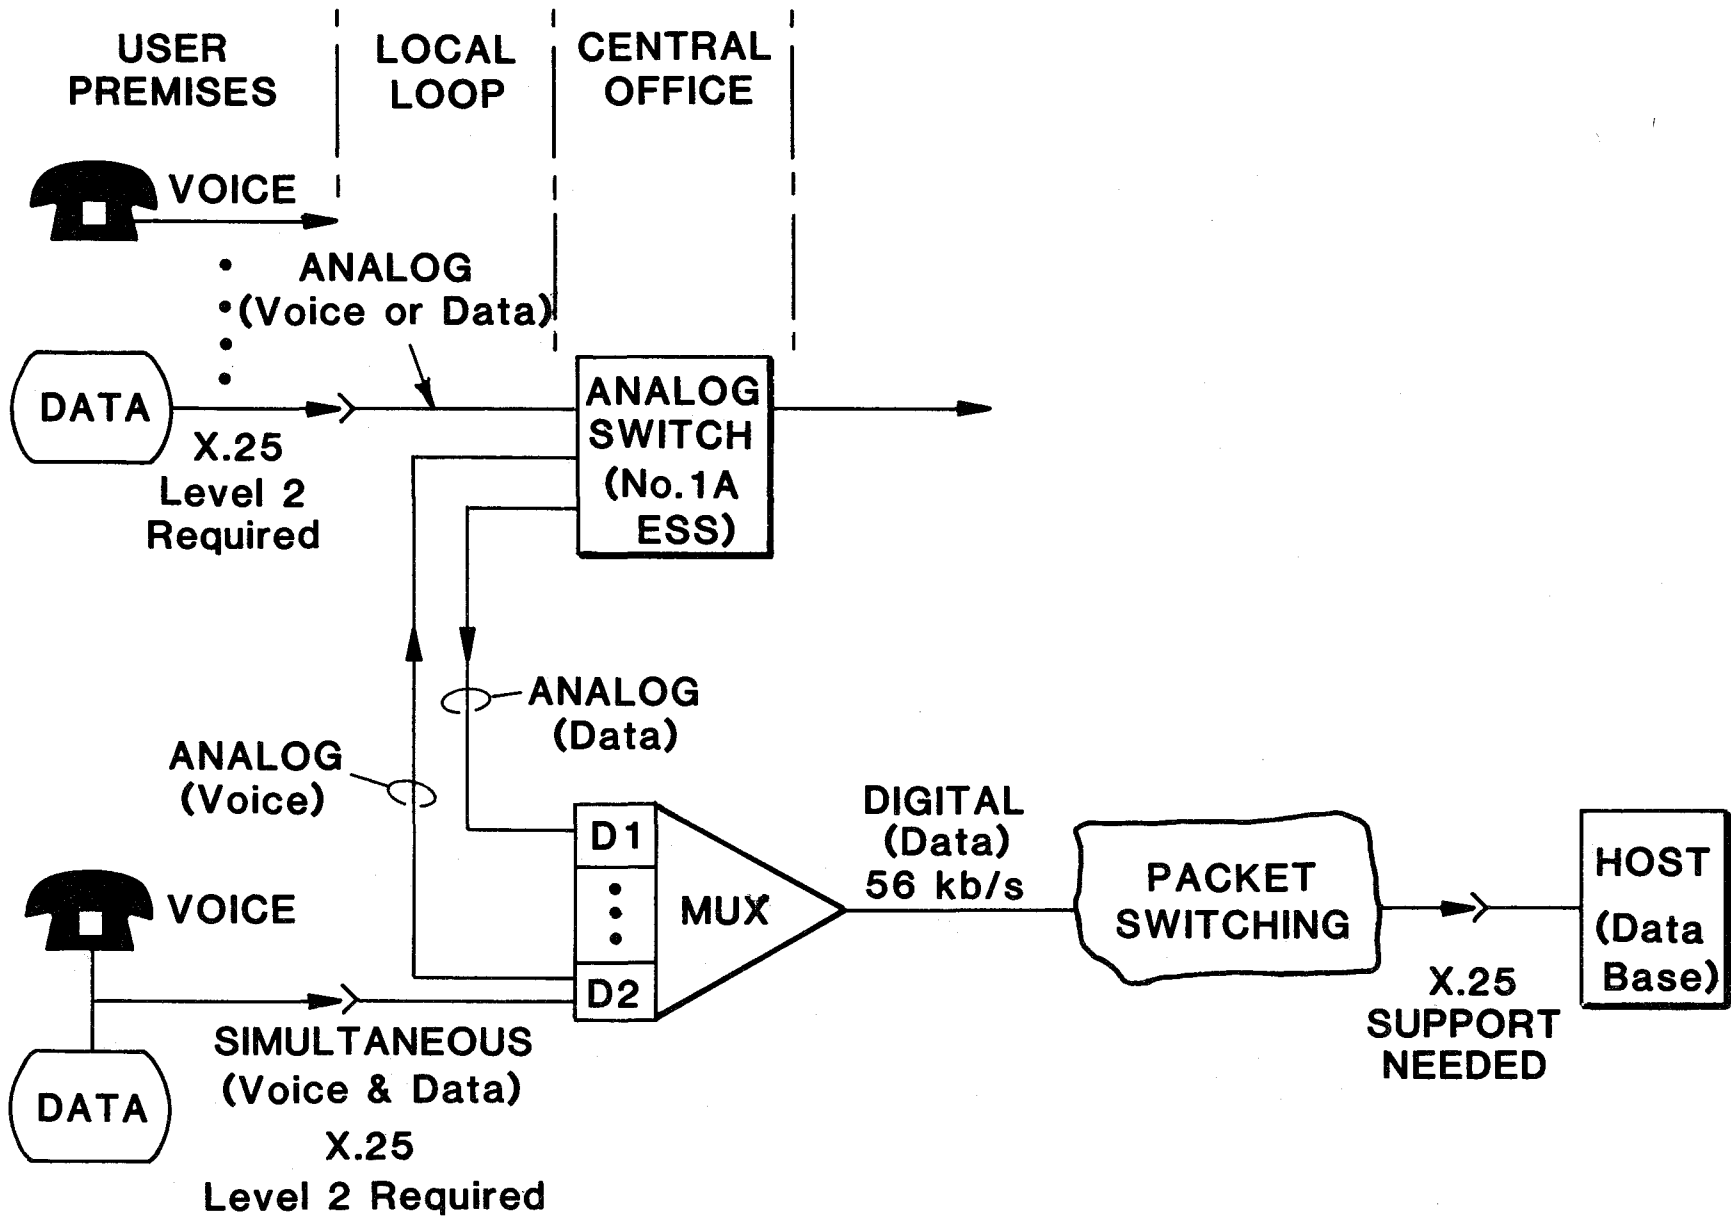 USER
PREMISES
LOCAL
LOOP
CENTRAL
OFFICE
VOICE
ANALOG
(Voice or Data)
DATA
X.25
Level 2
Required
ANALOG
SWITCH
(No.1A
ESS)
ANALOG
(Data)
ANALOG
(Voice)
VOICE
DATA
SIMULTANEOUS
(Voice & Data)
X.25
Level 2 Required
D1
D2
MUX
DIGITAL
(Data)
56 kb/s
PACKET
SWITCHING
X.25
SUPPORT
NEEDED
HOST
(Data
Base)